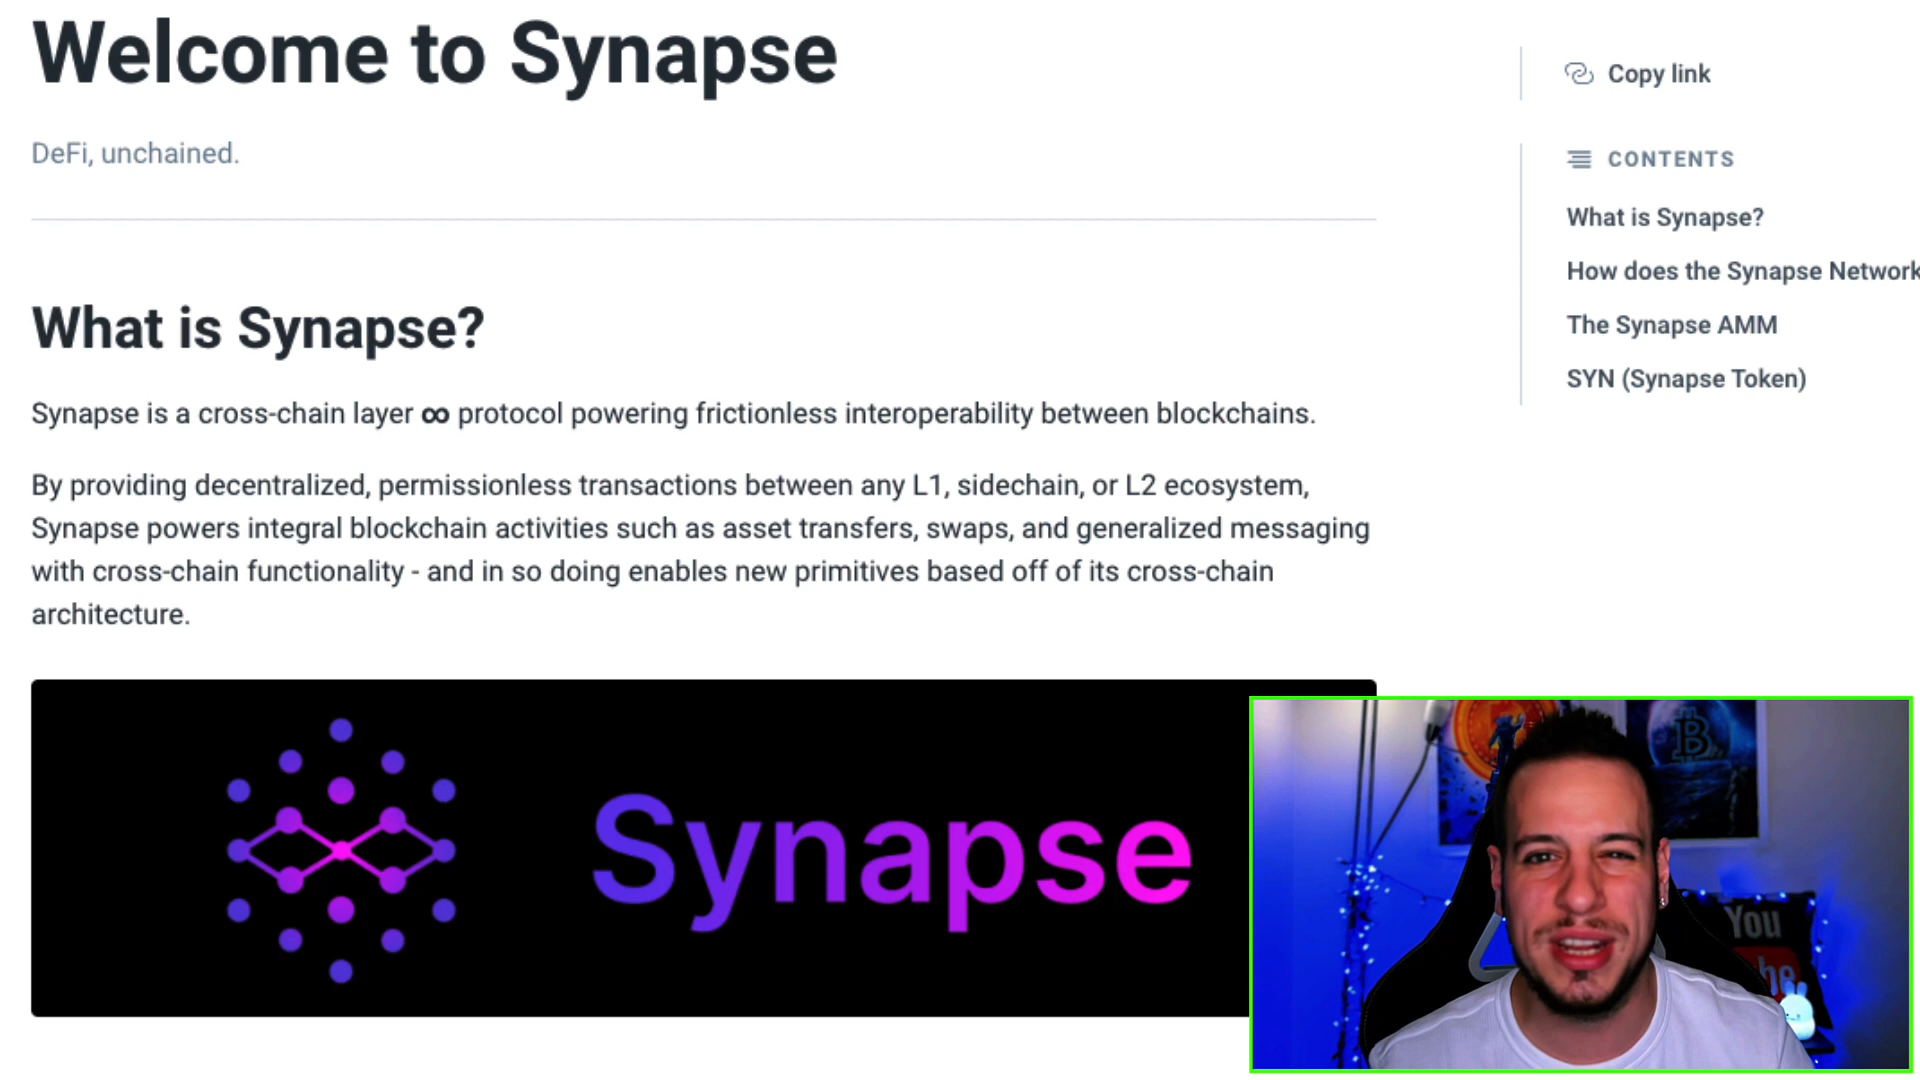 Welcome to Synapse
DeFi, unchained.
What is Synapse?
Synapse is a cross-chain layer ∞ protocol powering frictionless interoperability between blockchains.
By providing decentralized, permissionless transactions between any L1, sidechain, or L2 ecosystem,
Synapse powers integral blockchain activities such as asset transfers, swaps, and generalized messaging
with cross-chain functionality - and in so doing enables new primitives based off of its cross-chain
architecture.
Synapse
Copy link
CONTENTS
What is Synapse?
How does the Synapse Network
The Synapse AMM
SYN (Synapse Token)
You